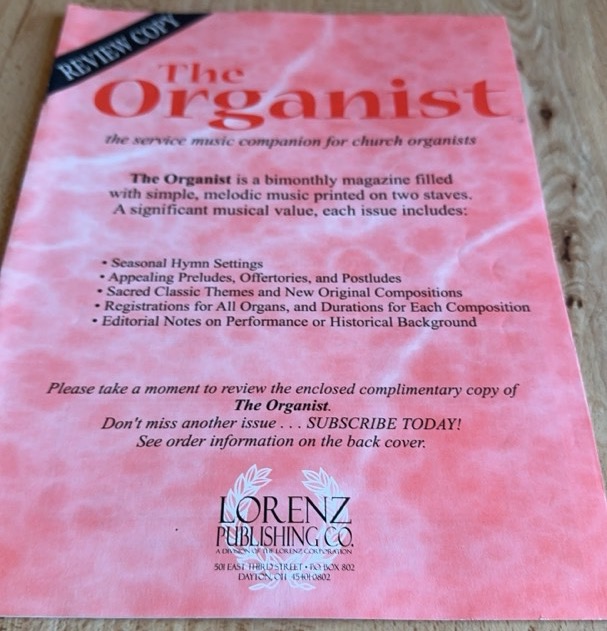 REVIEW COPY
The
Organist
the service music companion for church organists
The Organist is a bimonthly magazine filled
with simple, melodic music printed on two staves.
A significant musical value, each issue includes:
• Seasonal Hymn Settings
• Appealing Preludes, Offertories, and Postludes
• Sacred Classic Themes and New Original Compositions
• Registrations for All Organs, and Durations for Each Composition
• Editorial Notes on Performance or Historical Background
Please take a moment to review the enclosed complimentary copy of
The Organist.
Don't miss another issue . . . SUBSCRIBE TODAY!
See order information on the back cover.
LORENZ
PUBLISHING CO.
A DIVISION OF THE LORENZ CORPORATION
501 EAST THIRD STREET • P.O. BOX 802
DAYTON, OH 45401-0802